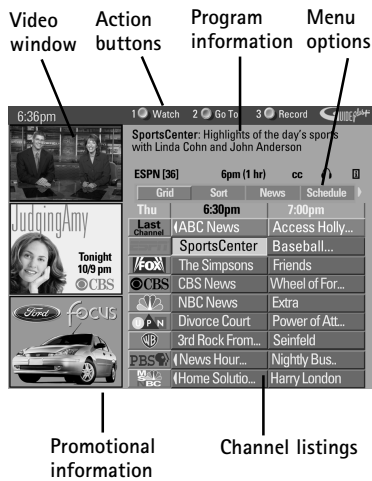 Video window
Action buttons
Program information
Menu options
6:36pm
1 Watch 2 Go To 3 Record GUIDE plus+
SportsCenter: Highlights of the day's sports
with Linda Cohn and John Anderson
ESPN [36] 6pm (1 hr) cc
Grid Sort News Schedule
Thu 6:30pm 7:00pm
Last Channel ABC News Access Holly...
SportsCenter Baseball...
FOX The Simpsons Friends
CBS CBS News Wheel of For...
NBC News Extra
UPN Divorce Court Power of Att...
WB 3rd Rock From... Seinfeld
PBS News Hour... Nightly Bus..
MSNBC Home Solutio... Harry London
JudgingAmy
Tonight
10/9 pm
CBS
Ford focus
Promotional information
Channel listings